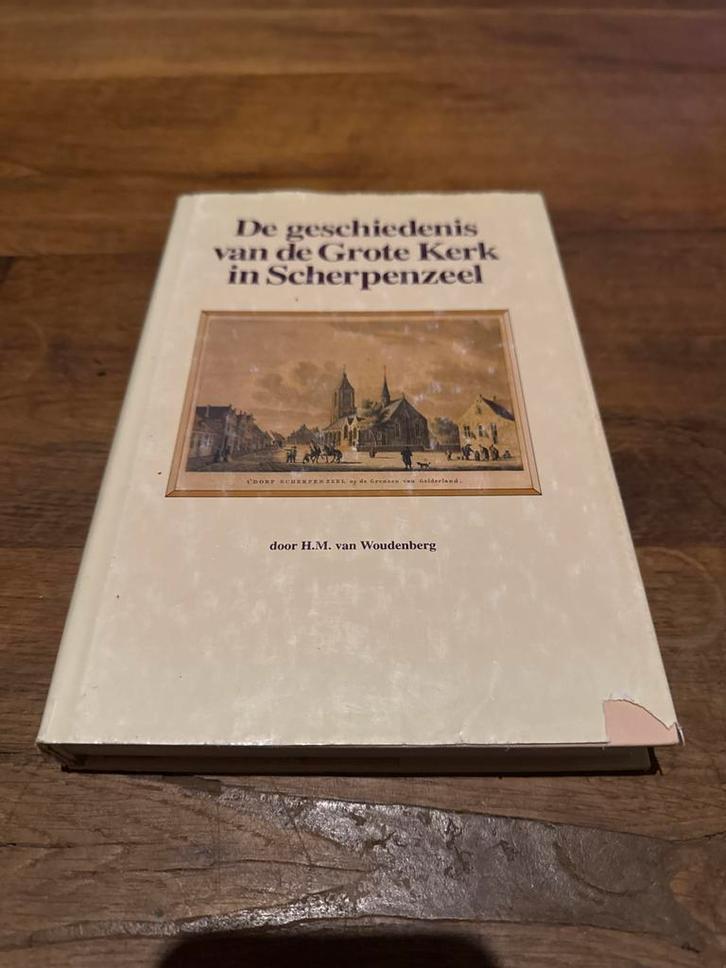 De geschiedenis
van de Grote Kerk
in Scherpenzeel
't DORP SCHERPENZEEL op de Grenzen van Gelderland.
door H.M. van Woudenberg